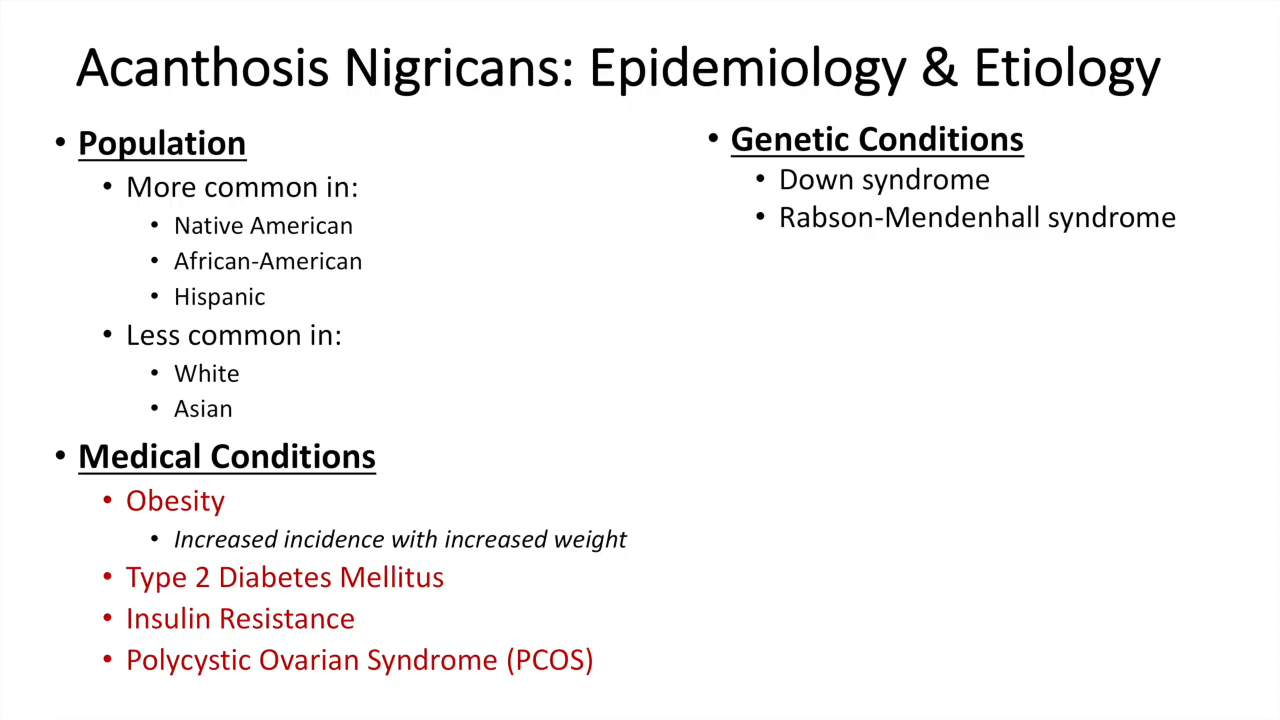 Acanthosis Nigricans: Epidemiology & Etiology
• Population
• More common in:
• Native American
• African-American
• Hispanic
• Less common in:
• White
• Asian
• Medical Conditions
• Obesity
• Increased incidence with increased weight
• Type 2 Diabetes Mellitus
• Insulin Resistance
• Polycystic Ovarian Syndrome (PCOS)
• Genetic Conditions
• Down syndrome
• Rabson-Mendenhall syndrome